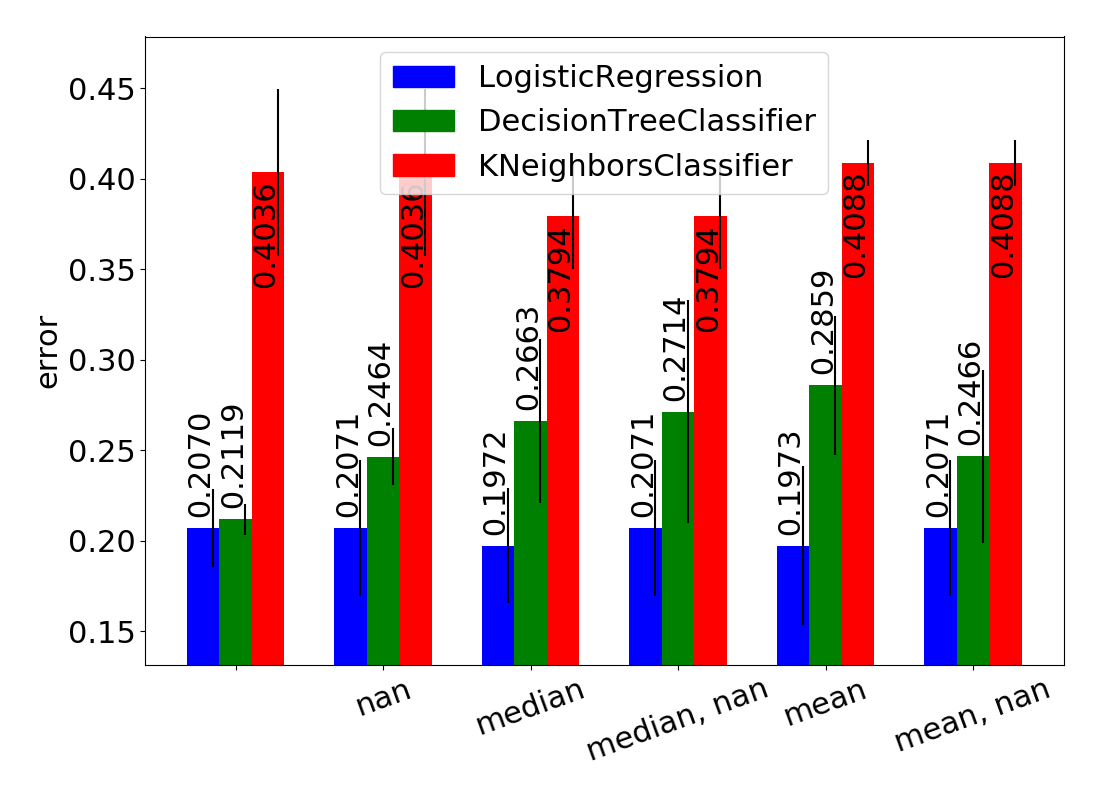 LogisticRegression
DecisionTreeClassifier
KNeighborsClassifier
error
0.45
0.40
0.35
0.30
0.25
0.20
0.15
0.2070
0.2119
0.4036
0.2071
0.2464
0.4036
0.1972
0.2663
0.3794
0.2071
0.2714
0.3794
0.1973
0.2859
0.4088
0.2071
0.2466
0.4088
nan
median
median, nan
mean
mean, nan